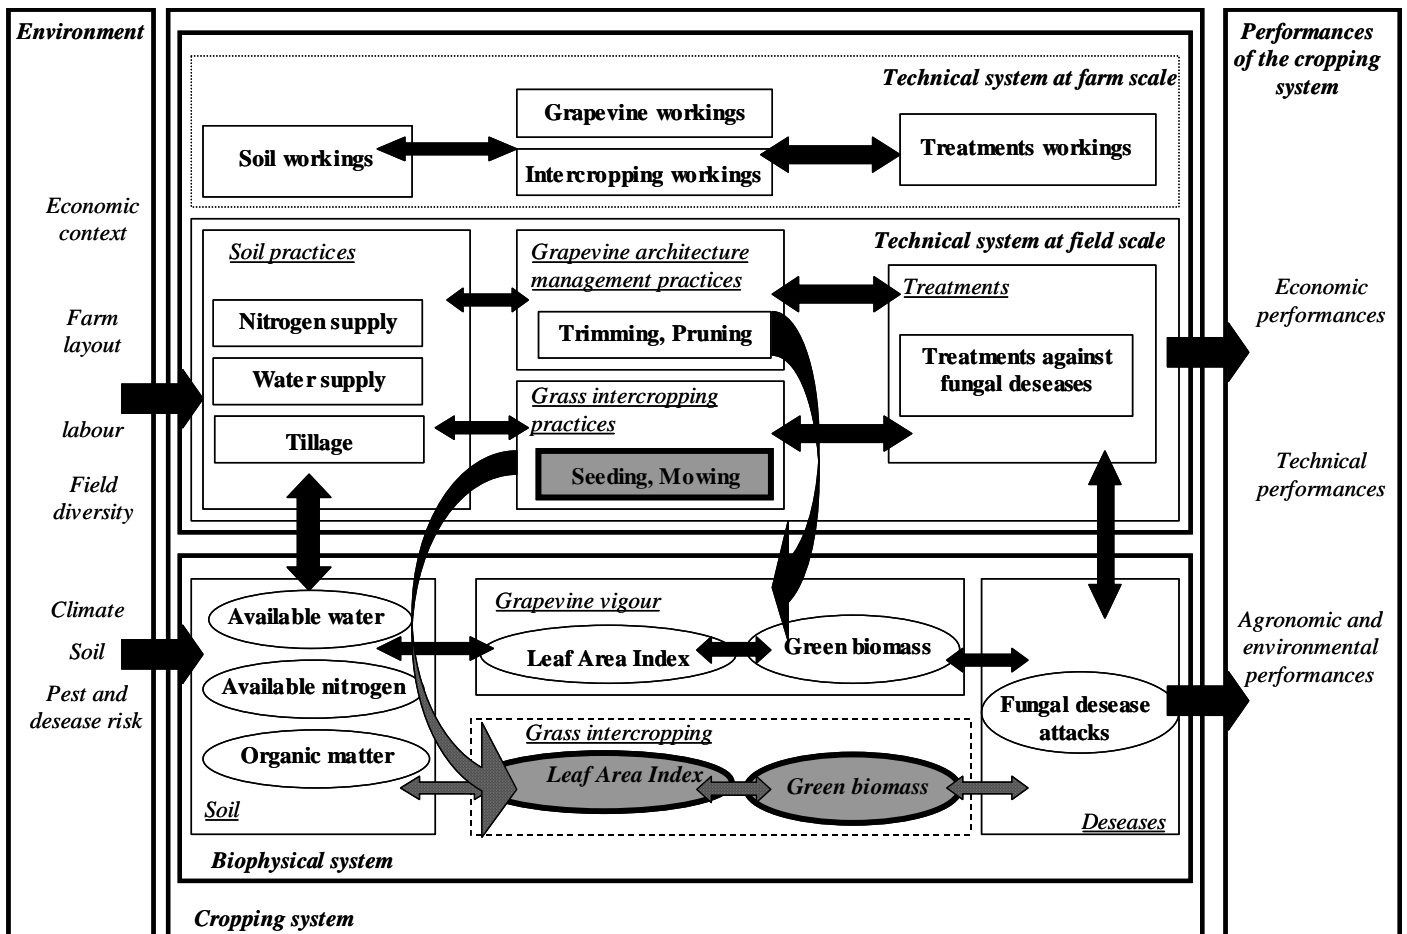 Environment
Economic
context
Farm
layout
labour
Field
diversity
Climate
Soil
Pest and
desease risk
Technical system at farm scale
Soil workings
Grapevine workings
Intercropping workings
Treatments workings
Technical system at field scale
Soil practices
Nitrogen supply
Water supply
Tillage
Grapevine architecture
management practices
Trimming, Pruning
Grass intercropping
practices
Seeding, Mowing
Treatments
Treatments against
fungal deseases
Available water
Available nitrogen
Organic matter
Soil
Grapevine vigour
Leaf Area Index
Green biomass
Grass intercropping
Leaf Area Index
Green biomass
Fungal desease
attacks
Deseases
Biophysical system
Cropping system
Performances
of the cropping
system
Economic
performances
Technical
performances
Agronomic and
environmental
performances